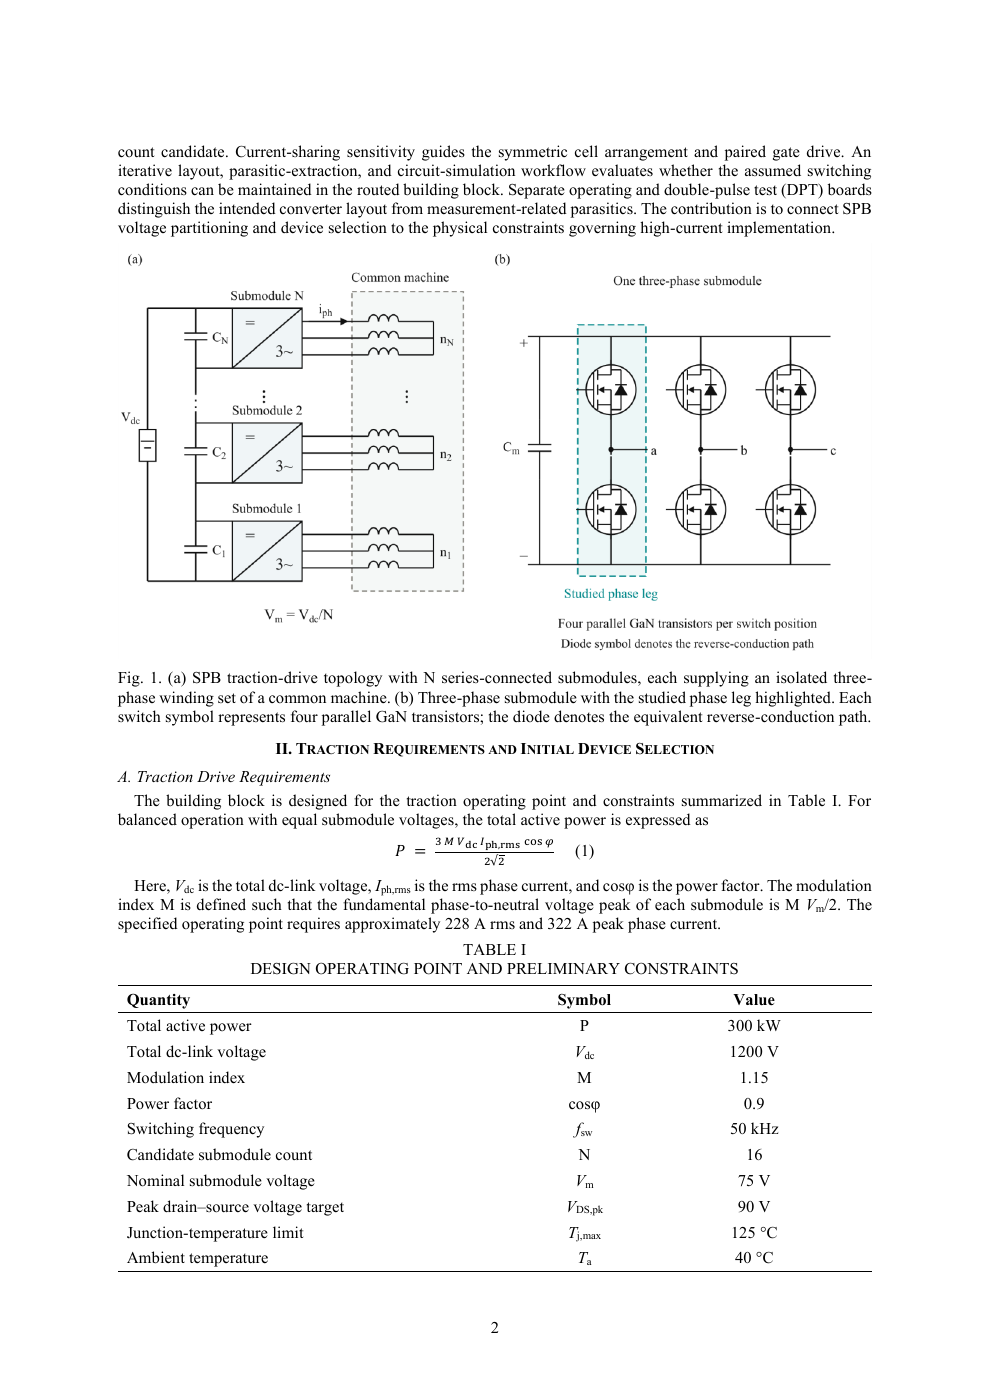 count candidate. Current-sharing sensitivity guides the symmetric cell arrangement and paired gate drive. An
iterative layout, parasitic-extraction, and circuit-simulation workflow evaluates whether the assumed switching
conditions can be maintained in the routed building block. Separate operating and double-pulse test (DPT) boards
distinguish the intended converter layout from measurement-related parasitics. The contribution is to connect SPB
voltage partitioning and device selection to the physical constraints governing high-current implementation.
(a)
Common machine
Submodule N
iph
CN
=
3~
nN
⋮
⋮
⋮
Submodule 2
Vdc
C2
=
3~
n2
Submodule 1
C1
=
3~
n1
Vm = Vdc/N
(b)
One three-phase submodule
+
Cm
a
b
c
−
Studied phase leg
Four parallel GaN transistors per switch position
Diode symbol denotes the reverse-conduction path
Fig. 1. (a) SPB traction-drive topology with N series-connected submodules, each supplying an isolated three-
phase winding set of a common machine. (b) Three-phase submodule with the studied phase leg highlighted. Each
switch symbol represents four parallel GaN transistors; the diode denotes the equivalent reverse-conduction path.
II. TRACTION REQUIREMENTS AND INITIAL DEVICE SELECTION
A. Traction Drive Requirements
The building block is designed for the traction operating point and constraints summarized in Table I. For
balanced operation with equal submodule voltages, the total active power is expressed as
P = 3 M Vdc Iph,rms cos φ / 2√2 (1)
Here, Vdc is the total dc-link voltage, Iph,rms is the rms phase current, and cosφ is the power factor. The modulation
index M is defined such that the fundamental phase-to-neutral voltage peak of each submodule is M Vm/2. The
specified operating point requires approximately 228 A rms and 322 A peak phase current.
TABLE I
DESIGN OPERATING POINT AND PRELIMINARY CONSTRAINTS
Quantity Symbol Value
Total active power P 300 kW
Total dc-link voltage Vdc 1200 V
Modulation index M 1.15
Power factor cosφ 0.9
Switching frequency fsw 50 kHz
Candidate submodule count N 16
Nominal submodule voltage Vm 75 V
Peak drain–source voltage target VDS,pk 90 V
Junction-temperature limit Tj,max 125 °C
Ambient temperature Ta 40 °C
2